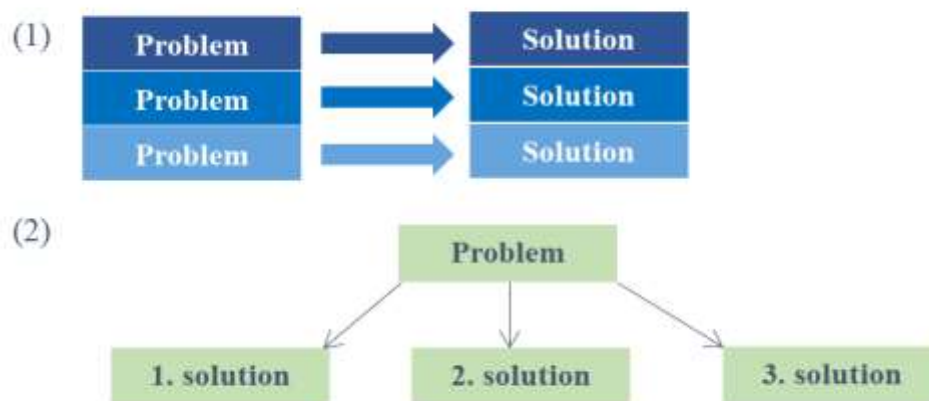 (1)
Problem Solution
Problem Solution
Problem Solution
(2)
Problem
1. solution 2. solution 3. solution